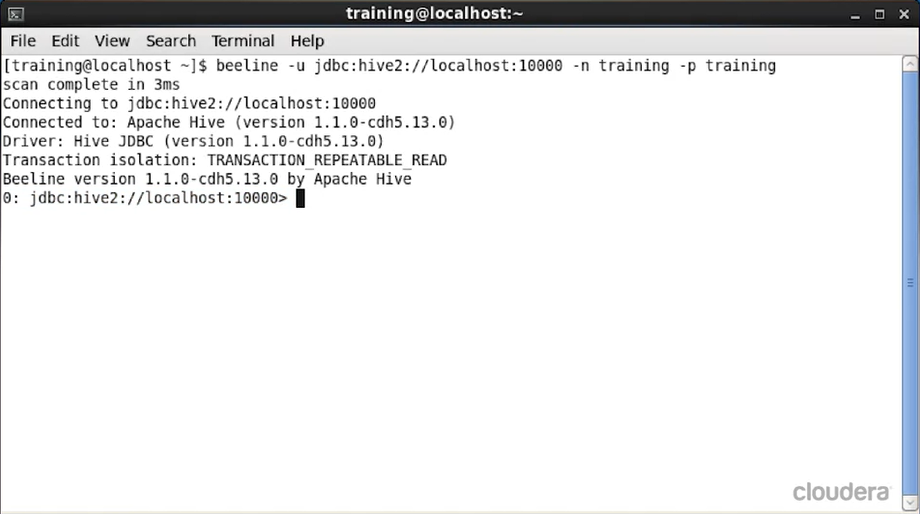 training@localhost:~
File Edit View Search Terminal Help
[training@localhost ~]$ beeline -u jdbc:hive2://localhost:10000 -n training -p training
scan complete in 3ms
Connecting to jdbc:hive2://localhost:10000
Connected to: Apache Hive (version 1.1.0-cdh5.13.0)
Driver: Hive JDBC (version 1.1.0-cdh5.13.0)
Transaction isolation: TRANSACTION_REPEATABLE_READ
Beeline version 1.1.0-cdh5.13.0 by Apache Hive
0: jdbc:hive2://localhost:10000>
cloudera